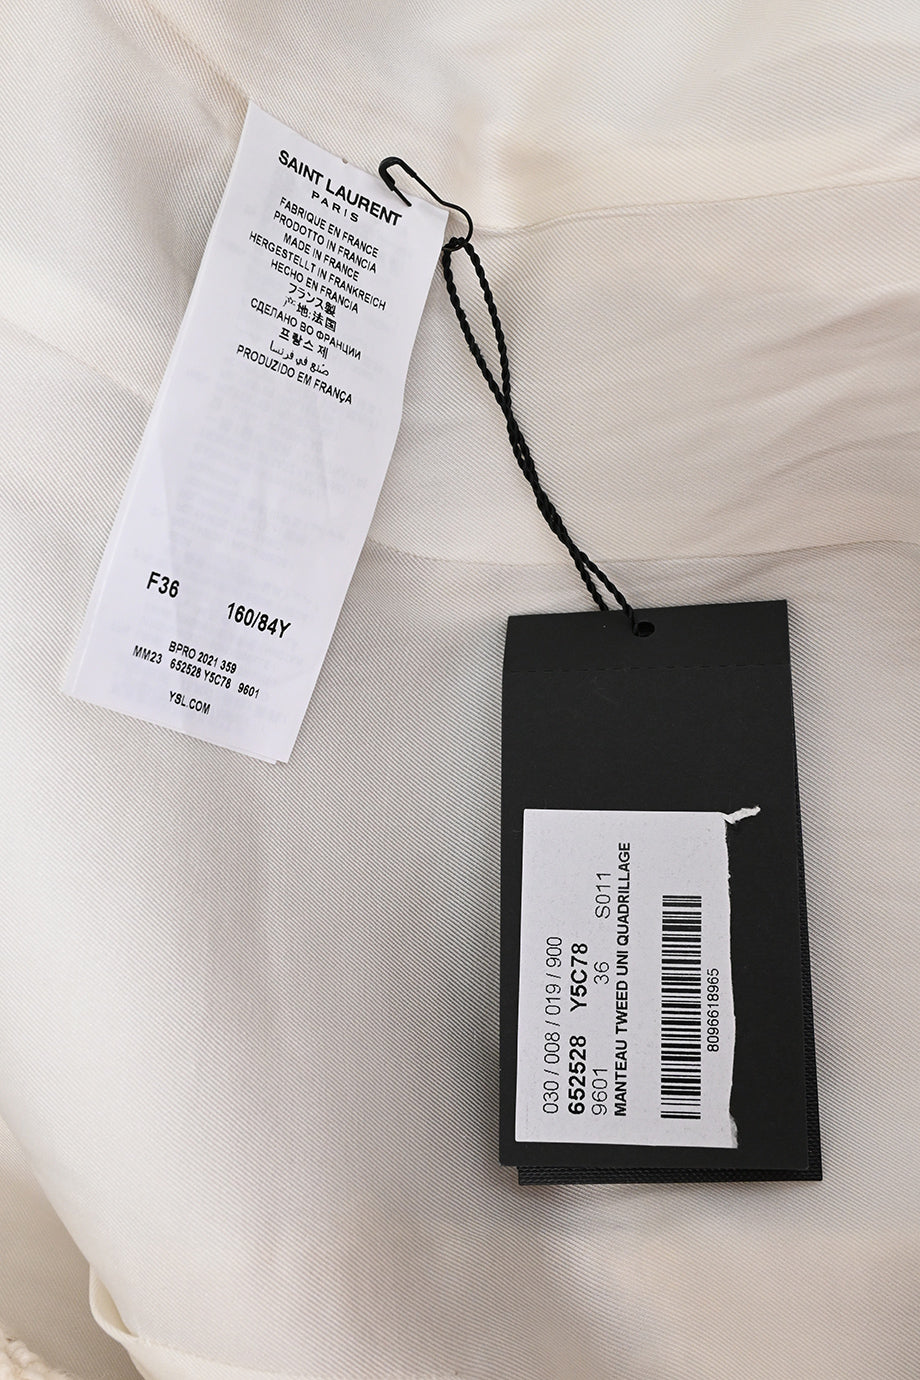 SAINT LAURENT
PARIS
FABRIQUE EN FRANCE
PRODOTTO IN FRANCIA
MADE IN FRANCE
HERGESTELLT IN FRANKREICH
HECHO EN FRANCIA
フランス製
产地:法国
СДЕЛАНО ВО ФРАНЦИИ
프랑스 제
صنع في فرنسا
PRODUZIDO EM FRANÇA
F36
160/84Y
BPRO 2021 359
MM23 652528 Y5C78 9601
YSL.COM
030 / 008 / 019 / 900
652528 Y5C78
9601 36 S011
MANTEAU TWEED UNI QUADRILLAGE
8096618965